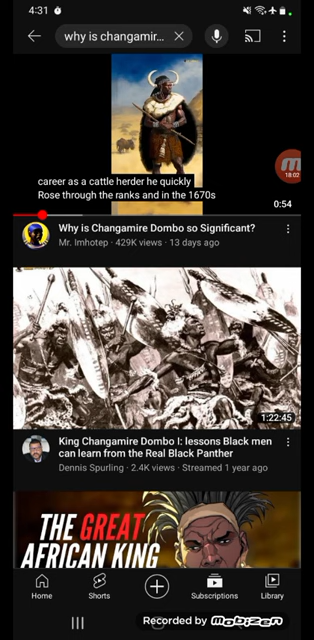 4:31
why is changamir...
career as a cattle herder he quickly
Rose through the ranks and in the 1670s
18:02
0:54
Why is Changamire Dombo so Significant?
Mr. Imhotep · 429K views · 13 days ago
1:22:45
King Changamire Dombo I: lessons Black men
can learn from the Real Black Panther
Dennis Spurling · 2.4K views · Streamed 1 year ago
THE GREAT
AFRICAN KING
Home
Shorts
Subscriptions
Library
Recorded by mobizen